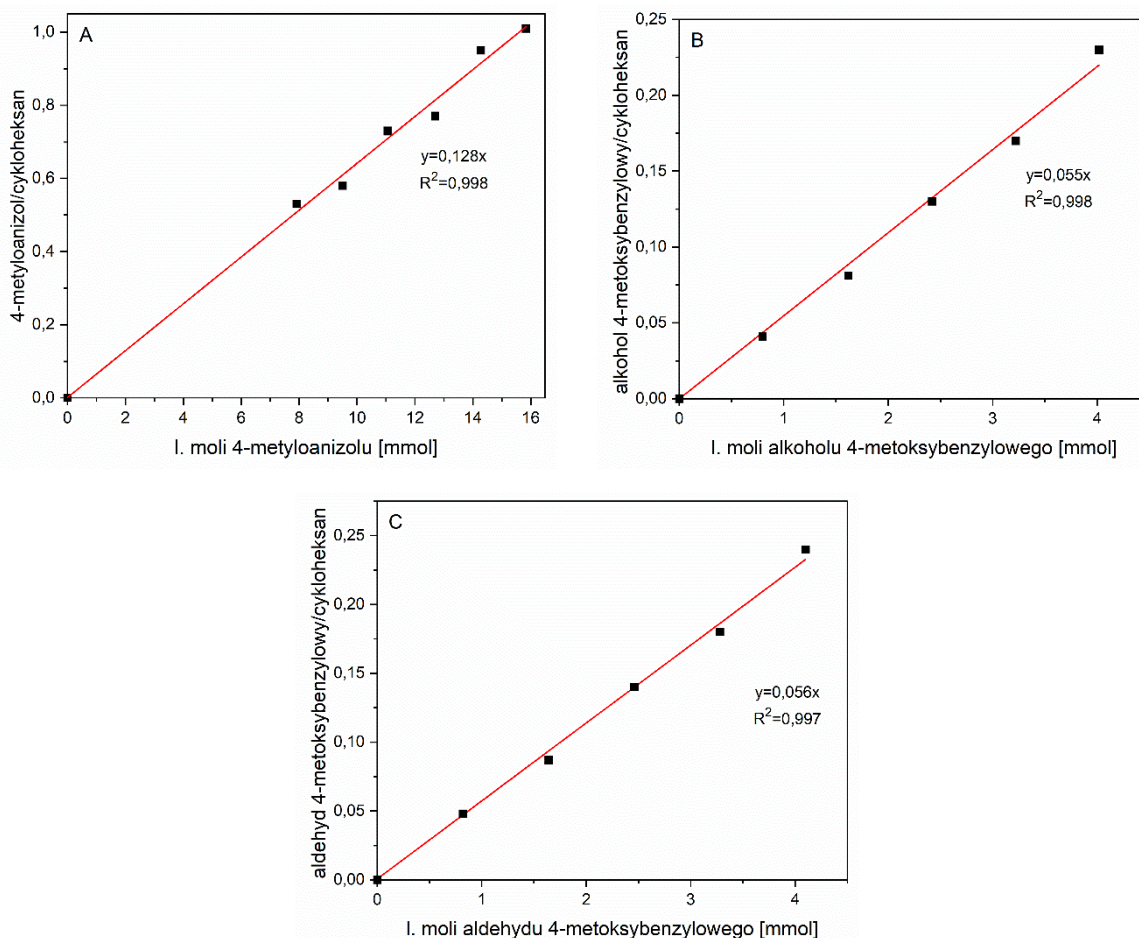 A
4-metyloanizol/cykloheksan
1,0
0,8
0,6
0,4
0,2
0,0
y=0,128x
R²=0,998
0 2 4 6 8 10 12 14 16
l. moli 4-metyloanizolu [mmol]
B
alkohol 4-metoksybenzylowy/cykloheksan
0,25
0,20
0,15
0,10
0,05
0,00
y=0,055x
R²=0,998
0 1 2 3 4
l. moli alkoholu 4-metoksybenzylowego [mmol]
C
aldehyd 4-metoksybenzylowy/cykloheksan
0,25
0,20
0,15
0,10
0,05
0,00
y=0,056x
R²=0,997
0 1 2 3 4
l. moli aldehydu 4-metoksybenzylowego [mmol]